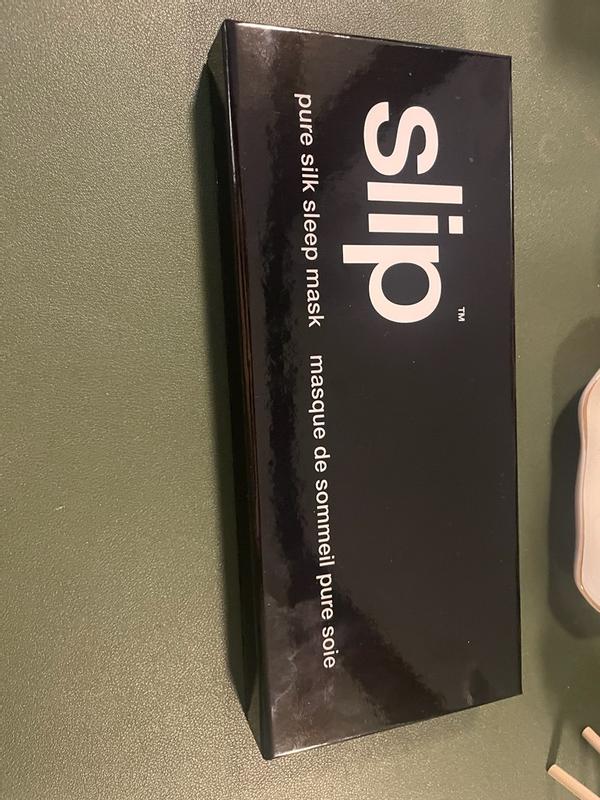 slip™
pure silk sleep mask masque de sommeil pure soie